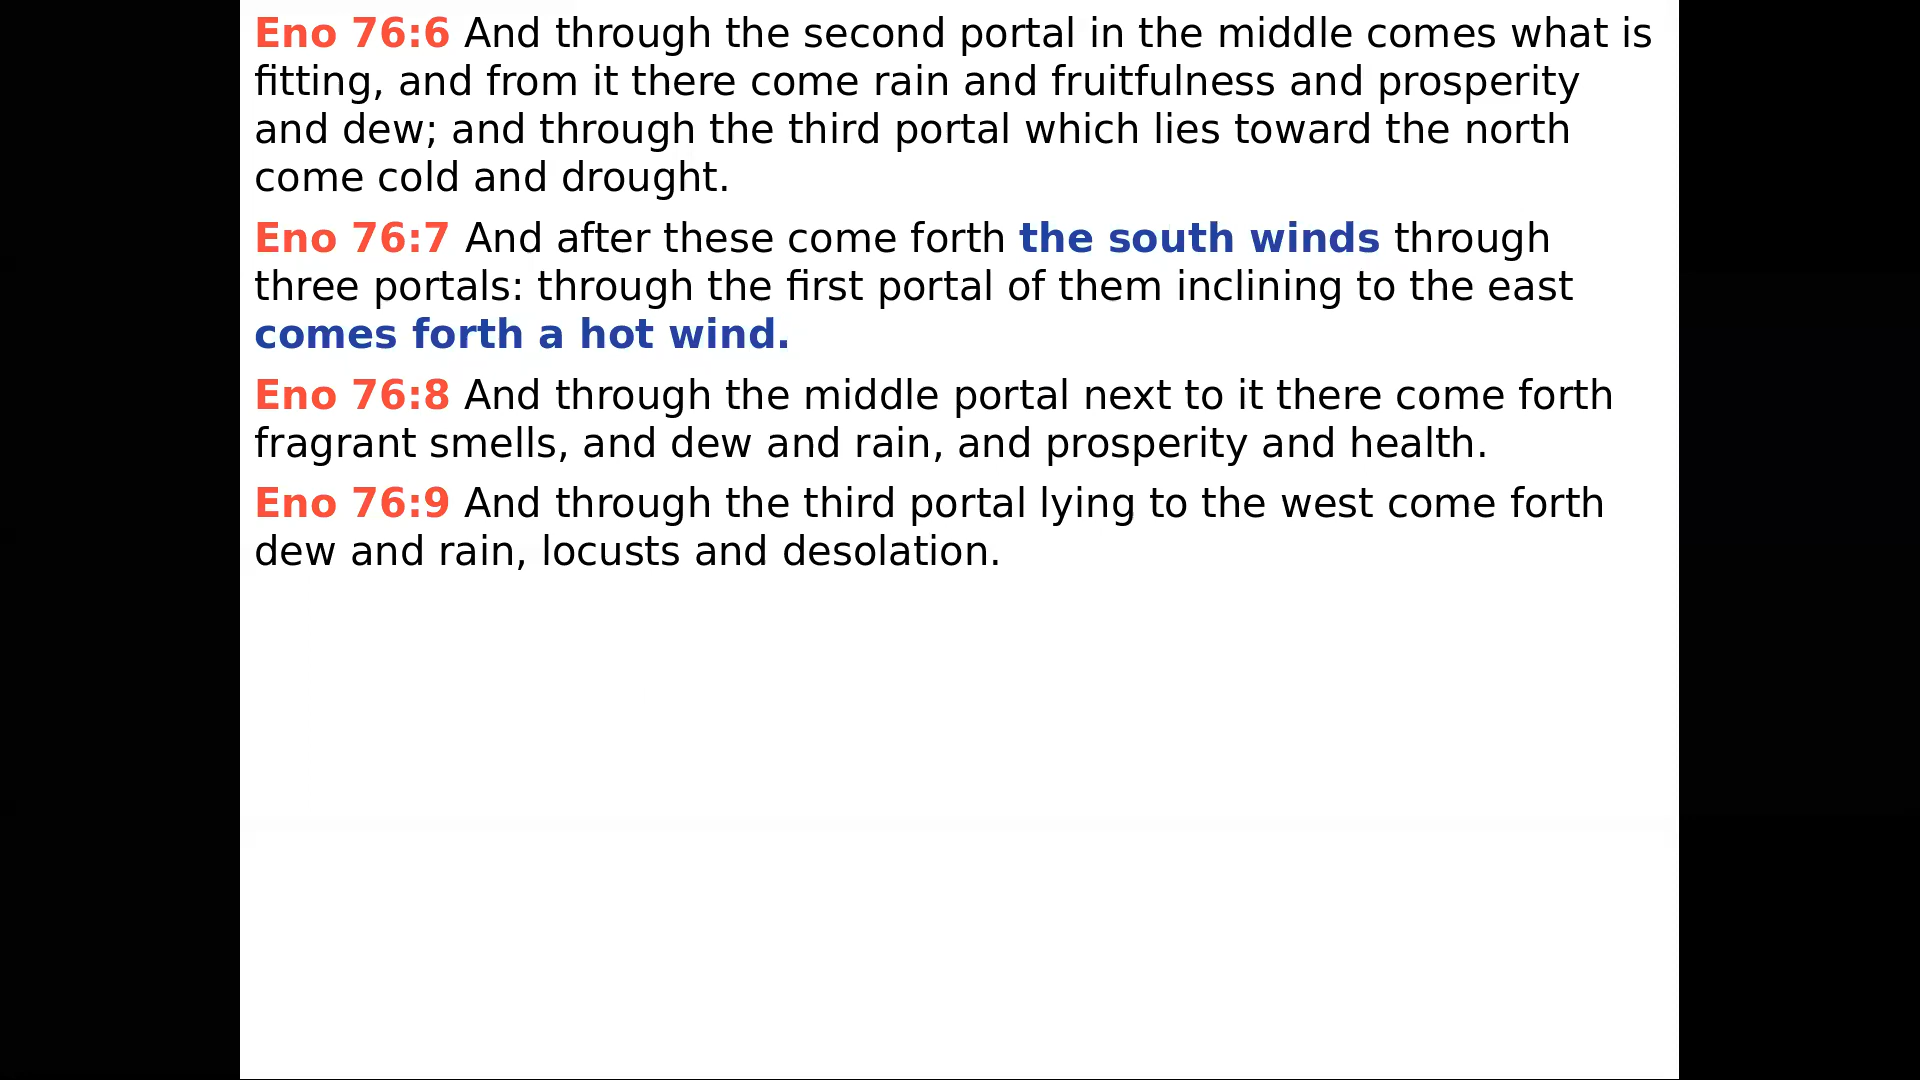 Eno 76:6 And through the second portal in the middle comes what is
fitting, and from it there come rain and fruitfulness and prosperity
and dew; and through the third portal which lies toward the north
come cold and drought.
Eno 76:7 And after these come forth the south winds through
three portals: through the first portal of them inclining to the east
comes forth a hot wind.
Eno 76:8 And through the middle portal next to it there come forth
fragrant smells, and dew and rain, and prosperity and health.
Eno 76:9 And through the third portal lying to the west come forth
dew and rain, locusts and desolation.